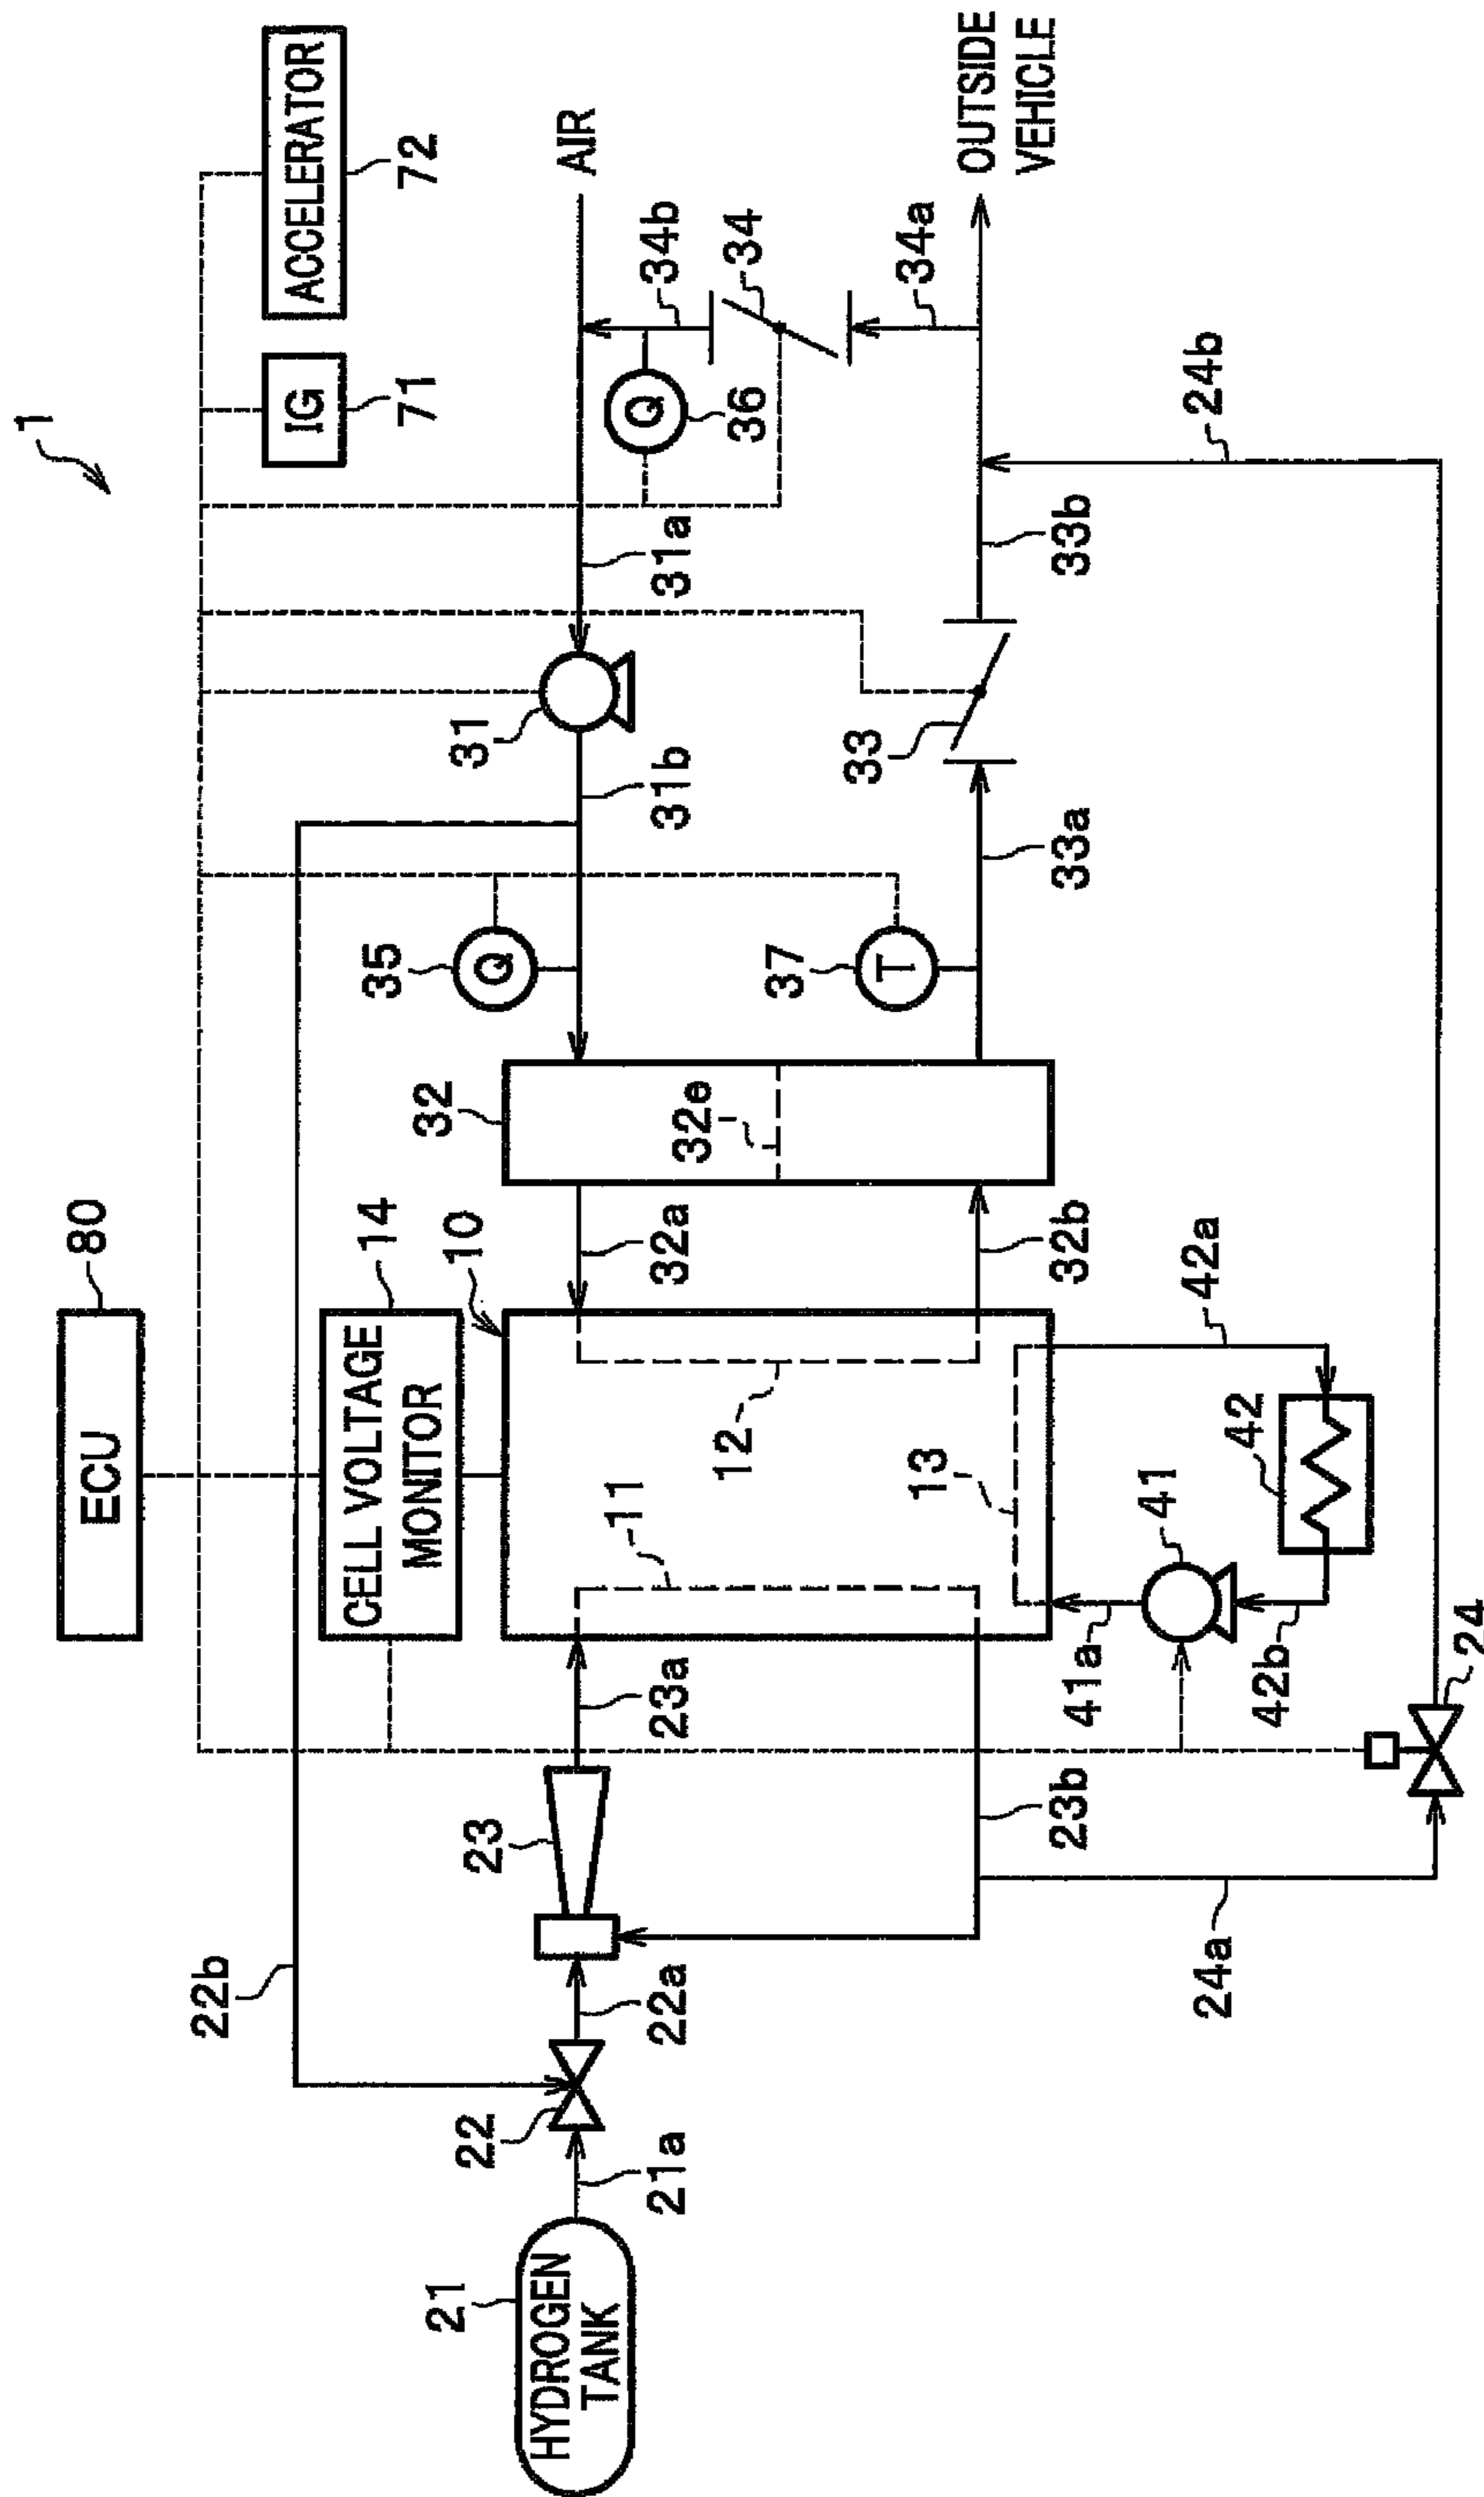 1
ECU
80
IG
71
ACCELERATOR
72
CELL VOLTAGE
MONITOR
14
22b
10
35
Q
31
AIR
HYDROGEN
TANK
21
21a
22
22a
23
23a
11
12
32a
32
32e
31b
31a
Q
36
34b
34
34a
37
T
33
OUTSIDE
VEHICLE
23b
13
32b
33a
33b
24a
41a
41
42b
42
42a
24b
24